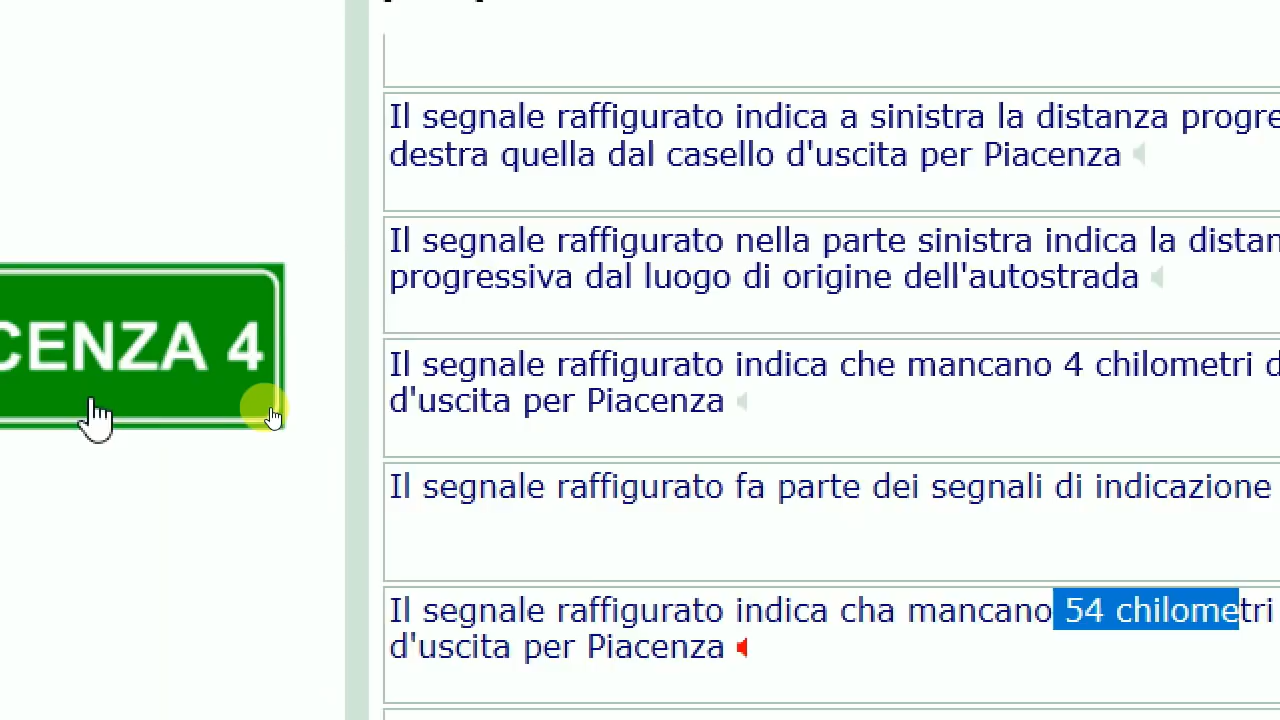 CENZA 4
Il segnale raffigurato indica a sinistra la distanza progre
destra quella dal casello d'uscita per Piacenza
Il segnale raffigurato nella parte sinistra indica la distan
progressiva dal luogo di origine dell'autostrada
Il segnale raffigurato indica che mancano 4 chilometri d
d'uscita per Piacenza
Il segnale raffigurato fa parte dei segnali di indicazione
Il segnale raffigurato indica cha mancano 54 chilometri
d'uscita per Piacenza